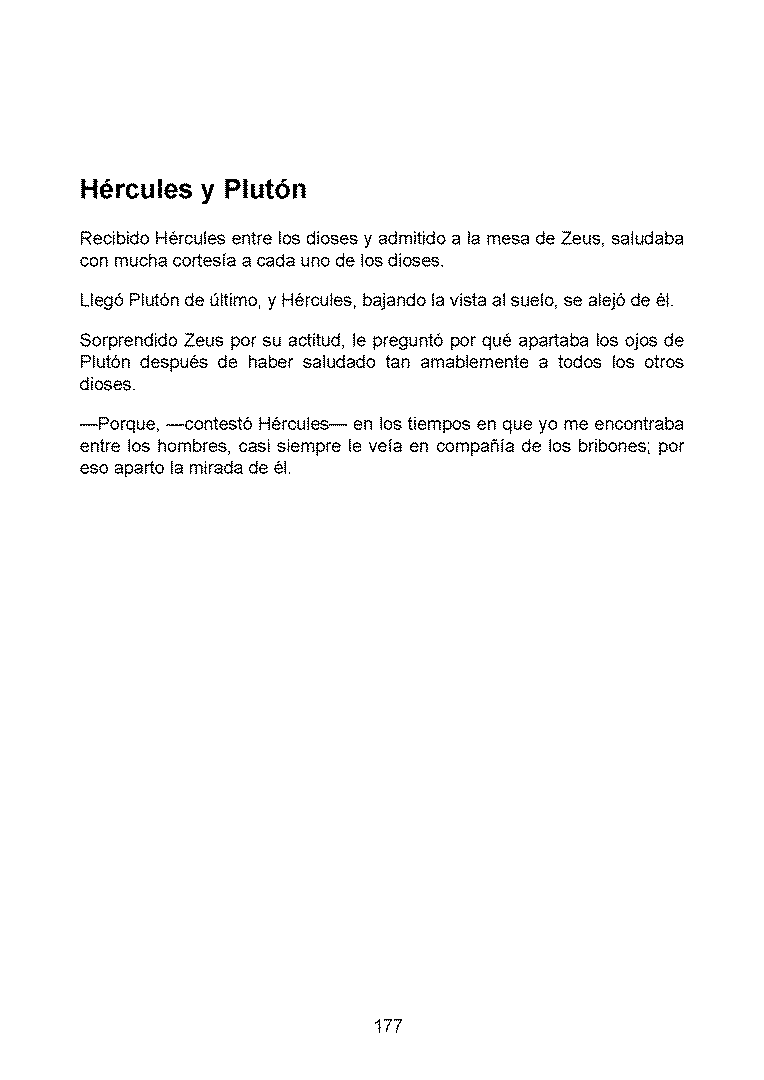 Hércules y Plutón
Recibido Hércules entre los dioses y admitido a la mesa de Zeus, saludaba
con mucha cortesía a cada uno de los dioses.
Llegó Plutón de último, y Hércules, bajando la vista al suelo, se alejó de él.
Sorprendido Zeus por su actitud, le preguntó por qué apartaba los ojos de
Plutón después de haber saludado tan amablemente a todos los otros
dioses.
—Porque, —contestó Hércules— en los tiempos en que yo me encontraba
entre los hombres, casi siempre le veía en compañía de los bribones; por
eso aparto la mirada de él.
177